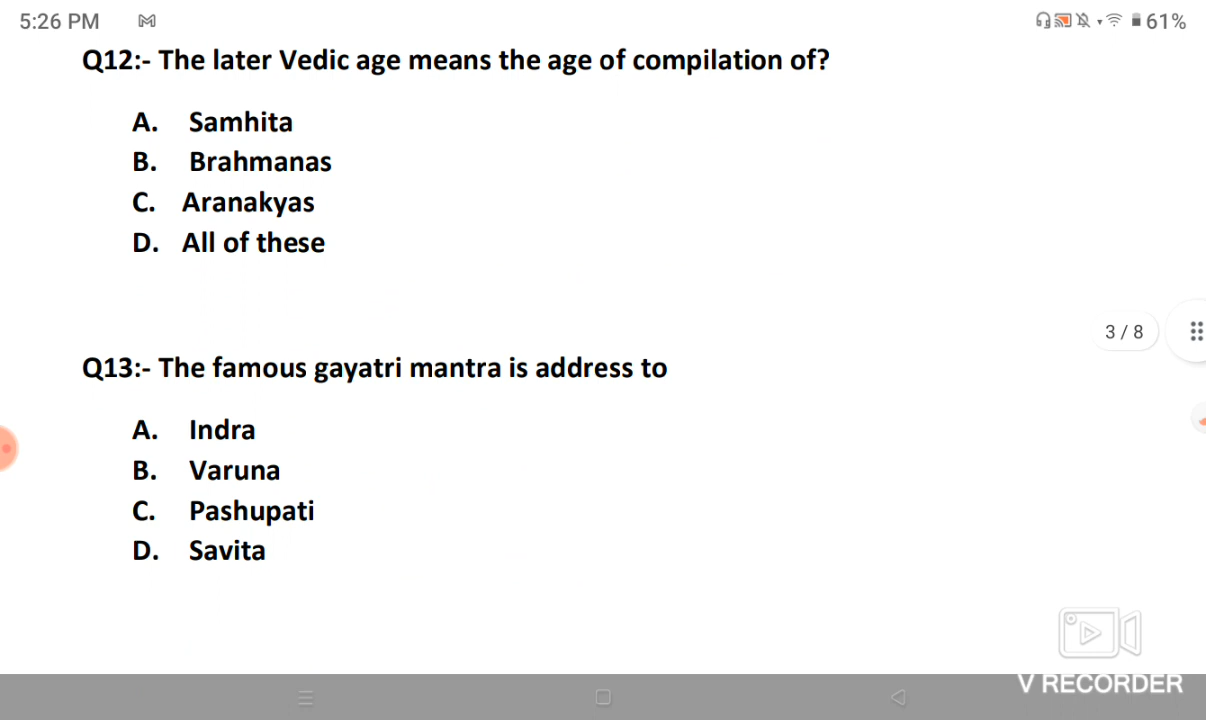 5:26 PM
61%
Q12:- The later Vedic age means the age of compilation of?
A. Samhita
B. Brahmanas
C. Aranakyas
D. All of these
3 / 8
Q13:- The famous gayatri mantra is address to
A. Indra
B. Varuna
C. Pashupati
D. Savita
V RECORDER